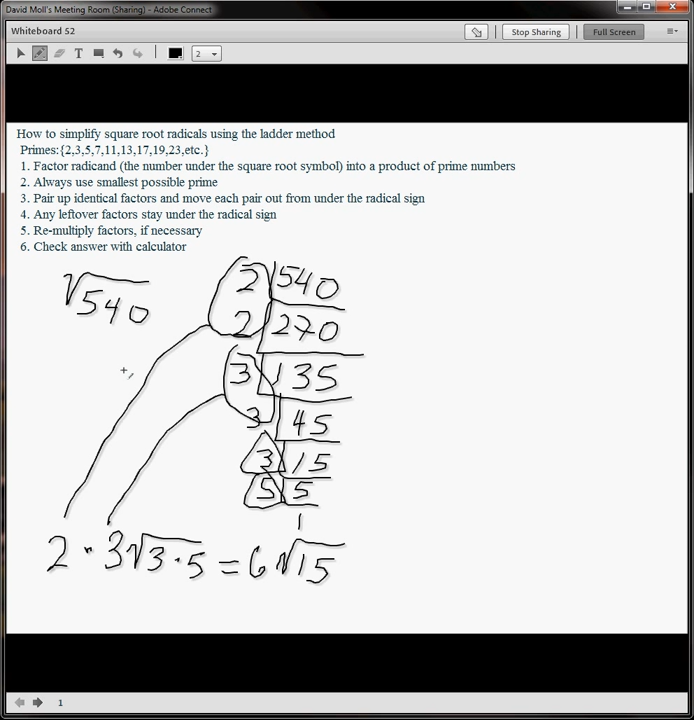 David Moll's Meeting Room (Sharing) - Adobe Connect
Whiteboard 52
Stop Sharing
Full Screen
T
2
How to simplify square root radicals using the ladder method
Primes:{2,3,5,7,11,13,17,19,23,etc.}
1. Factor radicand (the number under the square root symbol) into a product of prime numbers
2. Always use smallest possible prime
3. Pair up identical factors and move each pair out from under the radical sign
4. Any leftover factors stay under the radical sign
5. Re-multiply factors, if necessary
6. Check answer with calculator
√540
2 540
2 270
3 135
3 45
3 15
5 5
1
2 · 3√3·5 = 6√15
1